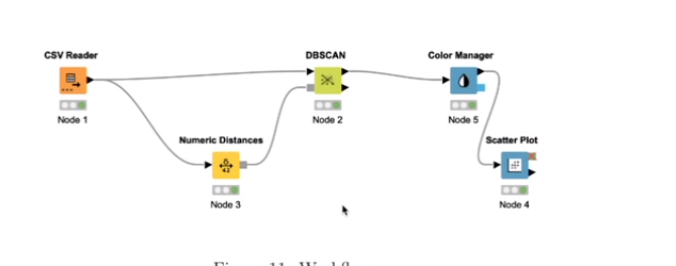 CSV Reader
DBSCAN
Color Manager
Node 1
Node 2
Node 5
Numeric Distances
Scatter Plot
Node 3
Node 4